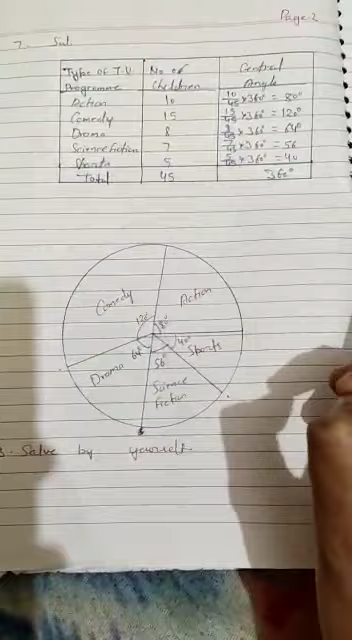 Page-2
7. Sol.
Type of T.V Programme | No of Children | Central Angle
Action | 10 | 10/45 × 360° = 80°
Comedy | 15 | 15/45 × 360° = 120°
Drama | 8 | 8/45 × 360° = 64°
Science Fiction | 7 | 7/45 × 360° = 56
Sports | 5 | 5/45 × 360° = 40
Total | 45 | 360°
Comedy
Action
120°
80°
64°
40°
56°
Sports
Drama
Science
Fiction
Solve by yourself